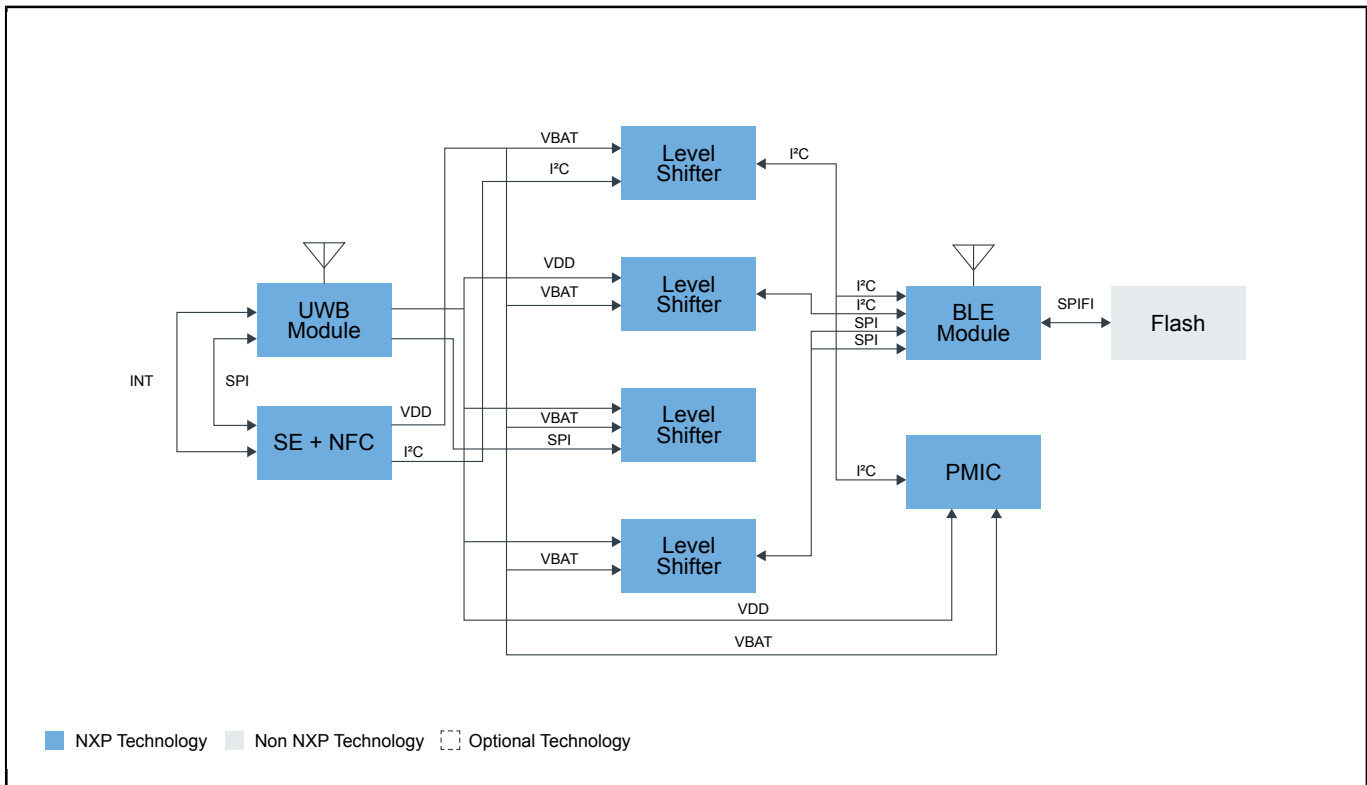 VBAT
Level
Shifter
I²C
I²C
VDD
Level
Shifter
VBAT
UWB
Module
I²C
I²C
SPI
SPI
BLE
Module
SPIFI
Flash
INT
SPI
VDD
SE + NFC
I²C
VBAT
SPI
Level
Shifter
I²C
PMIC
Level
Shifter
VBAT
VDD
VBAT
NXP Technology
Non NXP Technology
Optional Technology